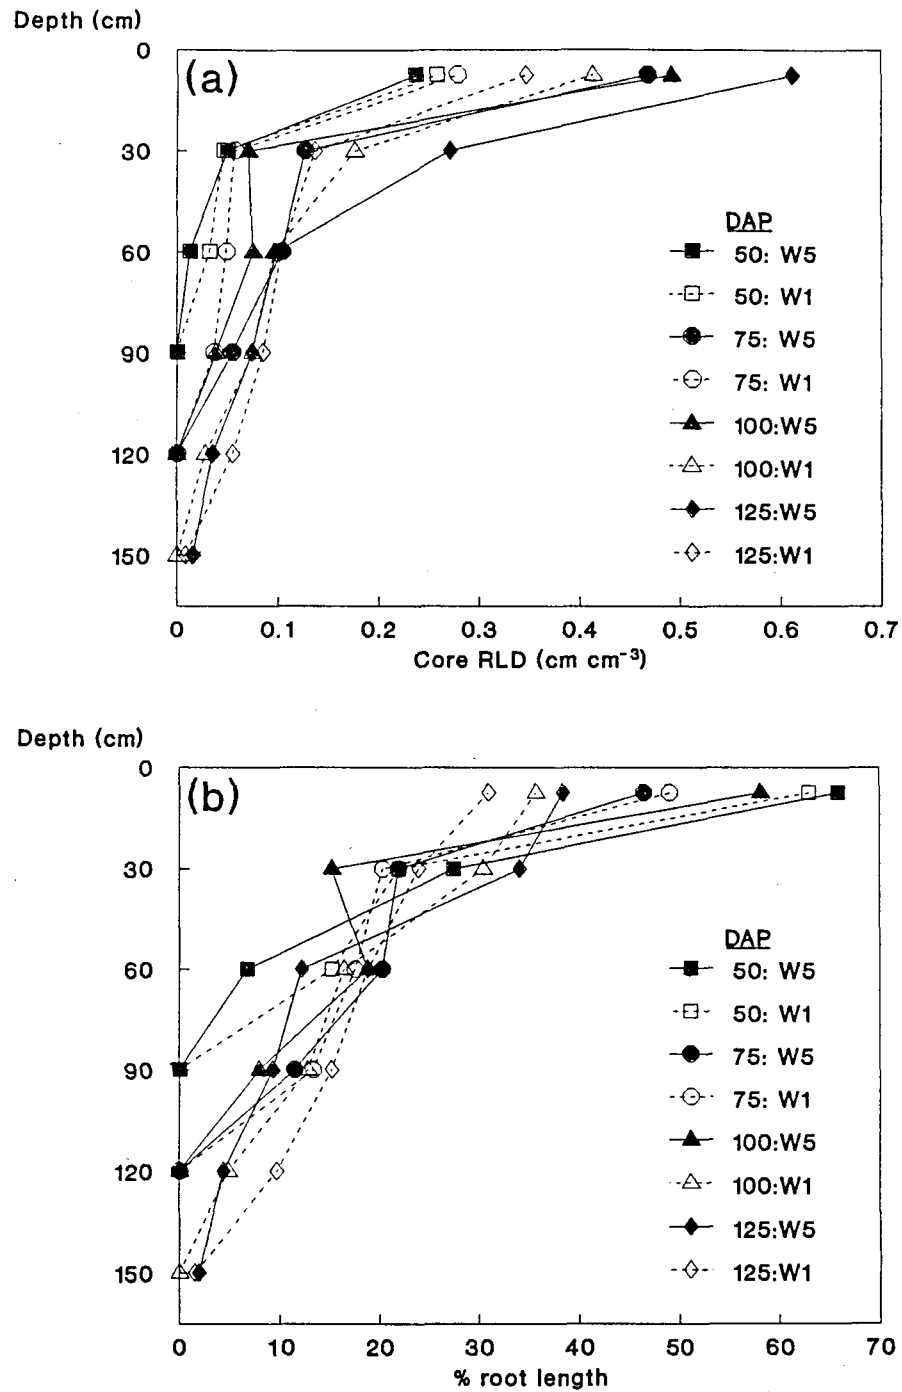 Depth (cm)
0
(a)
30
60
90
120
150
DAP
50: W5
50: W1
75: W5
75: W1
100:W5
100:W1
125:W5
125:W1
0 0.1 0.2 0.3 0.4 0.5 0.6 0.7
Core RLD (cm cm⁻³)
Depth (cm)
0
(b)
30
60
90
120
150
DAP
50: W5
50: W1
75: W5
75: W1
100:W5
100:W1
125:W5
125:W1
0 10 20 30 40 50 60 70
% root length